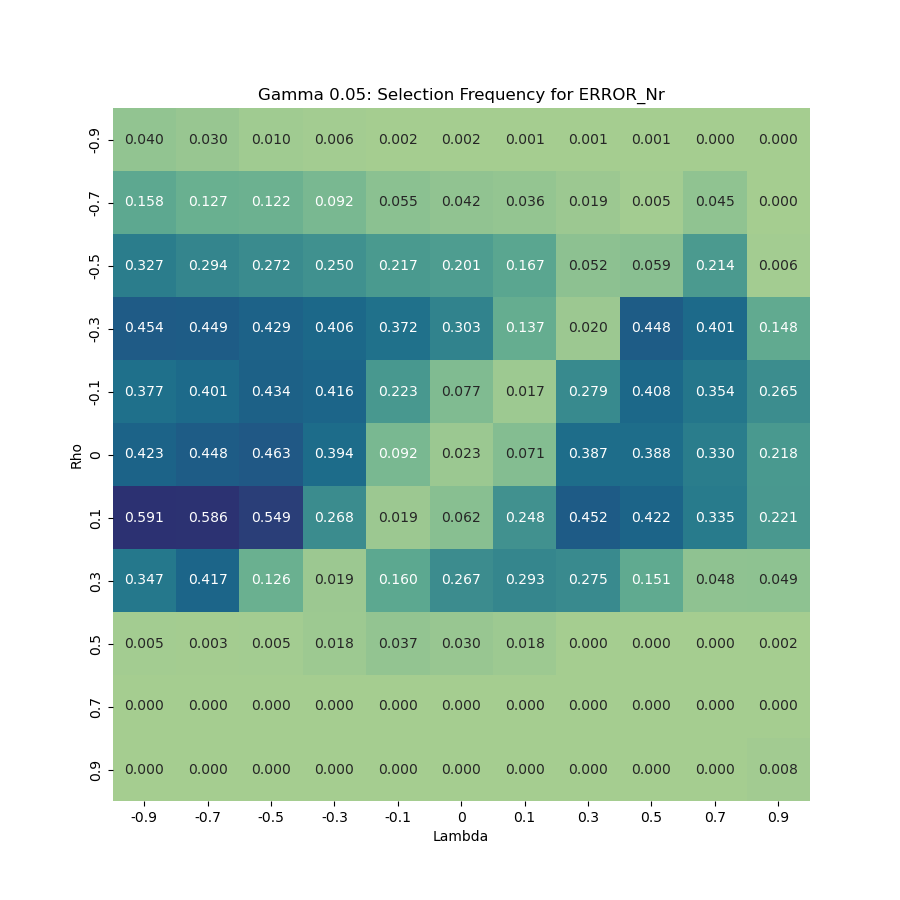 Gamma 0.05: Selection Frequency for ERROR_Nr
-0.9 0.040 0.030 0.010 0.006 0.002 0.002 0.001 0.001 0.001 0.000 0.000
-0.7 0.158 0.127 0.122 0.092 0.055 0.042 0.036 0.019 0.005 0.045 0.000
-0.5 0.327 0.294 0.272 0.250 0.217 0.201 0.167 0.052 0.059 0.214 0.006
-0.3 0.454 0.449 0.429 0.406 0.372 0.303 0.137 0.020 0.448 0.401 0.148
-0.1 0.377 0.401 0.434 0.416 0.223 0.077 0.017 0.279 0.408 0.354 0.265
Rho
0 0.423 0.448 0.463 0.394 0.092 0.023 0.071 0.387 0.388 0.330 0.218
0.1 0.591 0.586 0.549 0.268 0.019 0.062 0.248 0.452 0.422 0.335 0.221
0.3 0.347 0.417 0.126 0.019 0.160 0.267 0.293 0.275 0.151 0.048 0.049
0.5 0.005 0.003 0.005 0.018 0.037 0.030 0.018 0.000 0.000 0.000 0.002
0.7 0.000 0.000 0.000 0.000 0.000 0.000 0.000 0.000 0.000 0.000 0.000
0.9 0.000 0.000 0.000 0.000 0.000 0.000 0.000 0.000 0.000 0.000 0.008
-0.9 -0.7 -0.5 -0.3 -0.1 0 0.1 0.3 0.5 0.7 0.9
Lambda